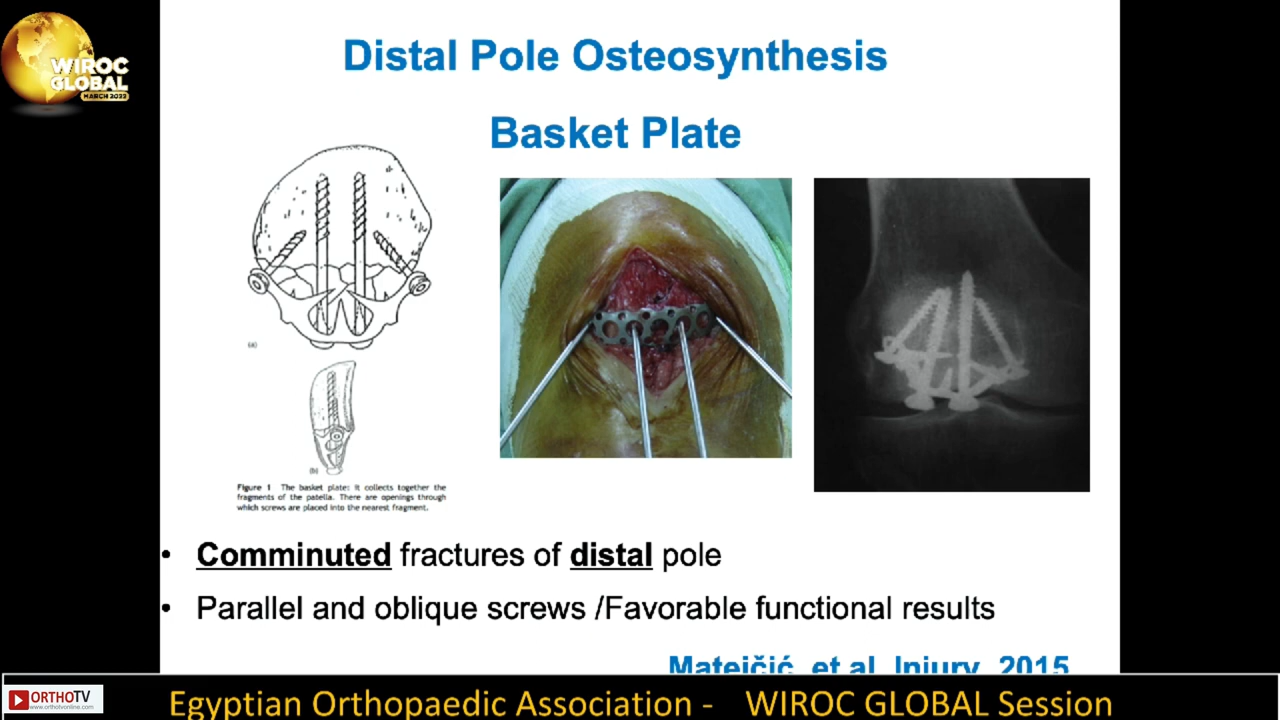 WIROC
GLOBAL
MARCH 2022
Distal Pole Osteosynthesis
Basket Plate
(a)
(b)
Figure 1 The basket plate: it collects together the
fragments of the patella. There are openings through
which screws are placed into the nearest fragment.
• Comminuted fractures of distal pole
• Parallel and oblique screws /Favorable functional results
Matejčić, et al. Injury, 2015
ORTHOTV
www.orthotvonline.com
Egyptian Orthopaedic Association - WIROC GLOBAL Session